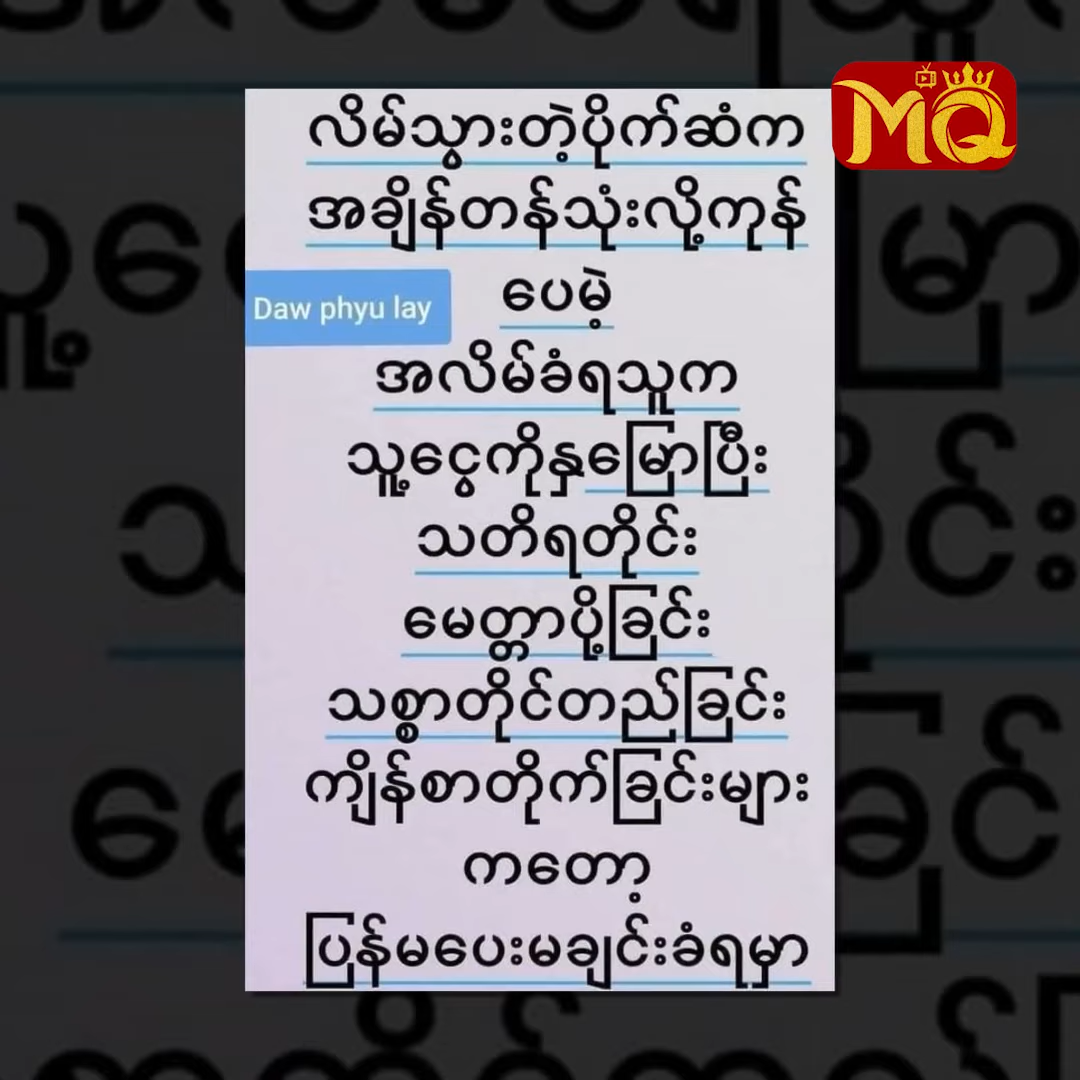 MQ
လိမ်သွားတဲ့ပိုက်ဆံက
အချိန်တန်သုံးလို့ကုန်
ပေမဲ့
Daw phyu lay
အလိမ်ခံရသူက
သူ့ငွေကိုနှမြောပြီး
သတိရတိုင်း
မေတ္တာပို့ခြင်း
သစ္စာတိုင်တည်ခြင်း
ကျိန်စာတိုက်ခြင်းများ
ကတော့
ပြန်မပေးမချင်းခံရမှာ